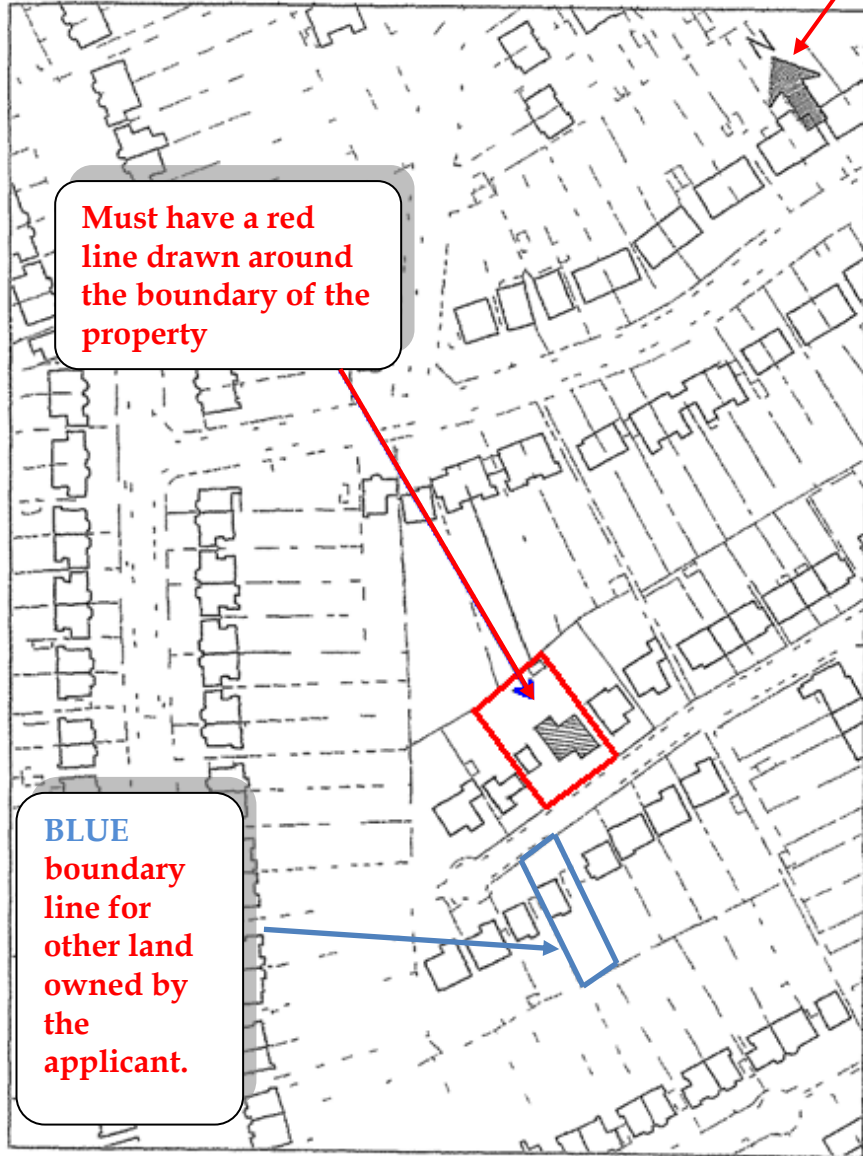 N
Must have a red
line drawn around
the boundary of the
property
BLUE
boundary
line for
other land
owned by
the
applicant.